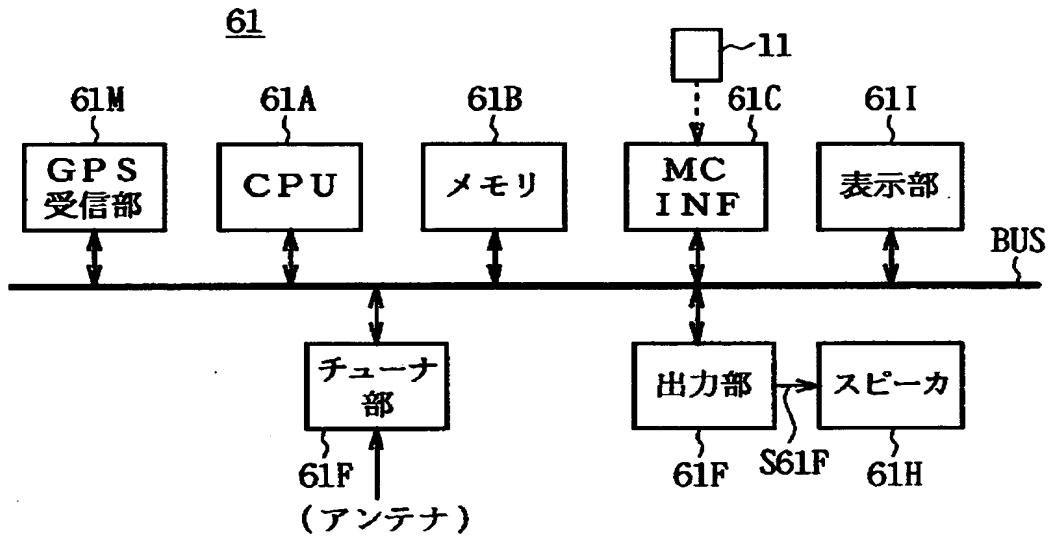 61
11
61M
61A
61B
61C
61I
GPS
受信部
CPU
メモリ
MC
INF
表示部
BUS
チューナ
部
出力部
スピーカ
61F
61F
S61F
61H
(アンテナ)